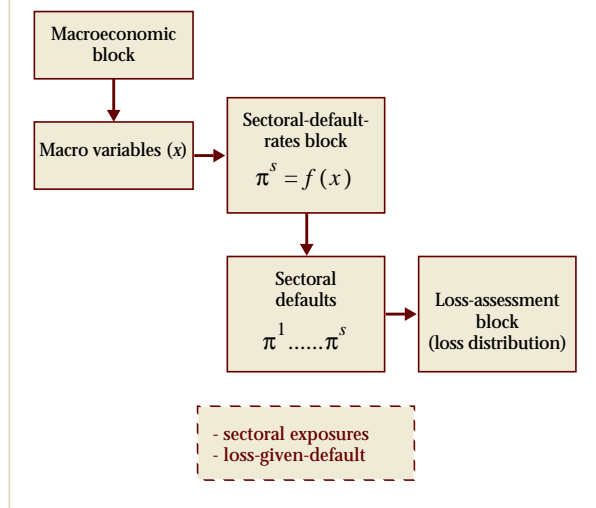 Macroeconomic
block
Macro variables (x)
Sectoral-default-
rates block
π^s = f (x)
Sectoral
defaults
π^1 ...... π^s
Loss-assessment
block
(loss distribution)
- sectoral exposures
- loss-given-default